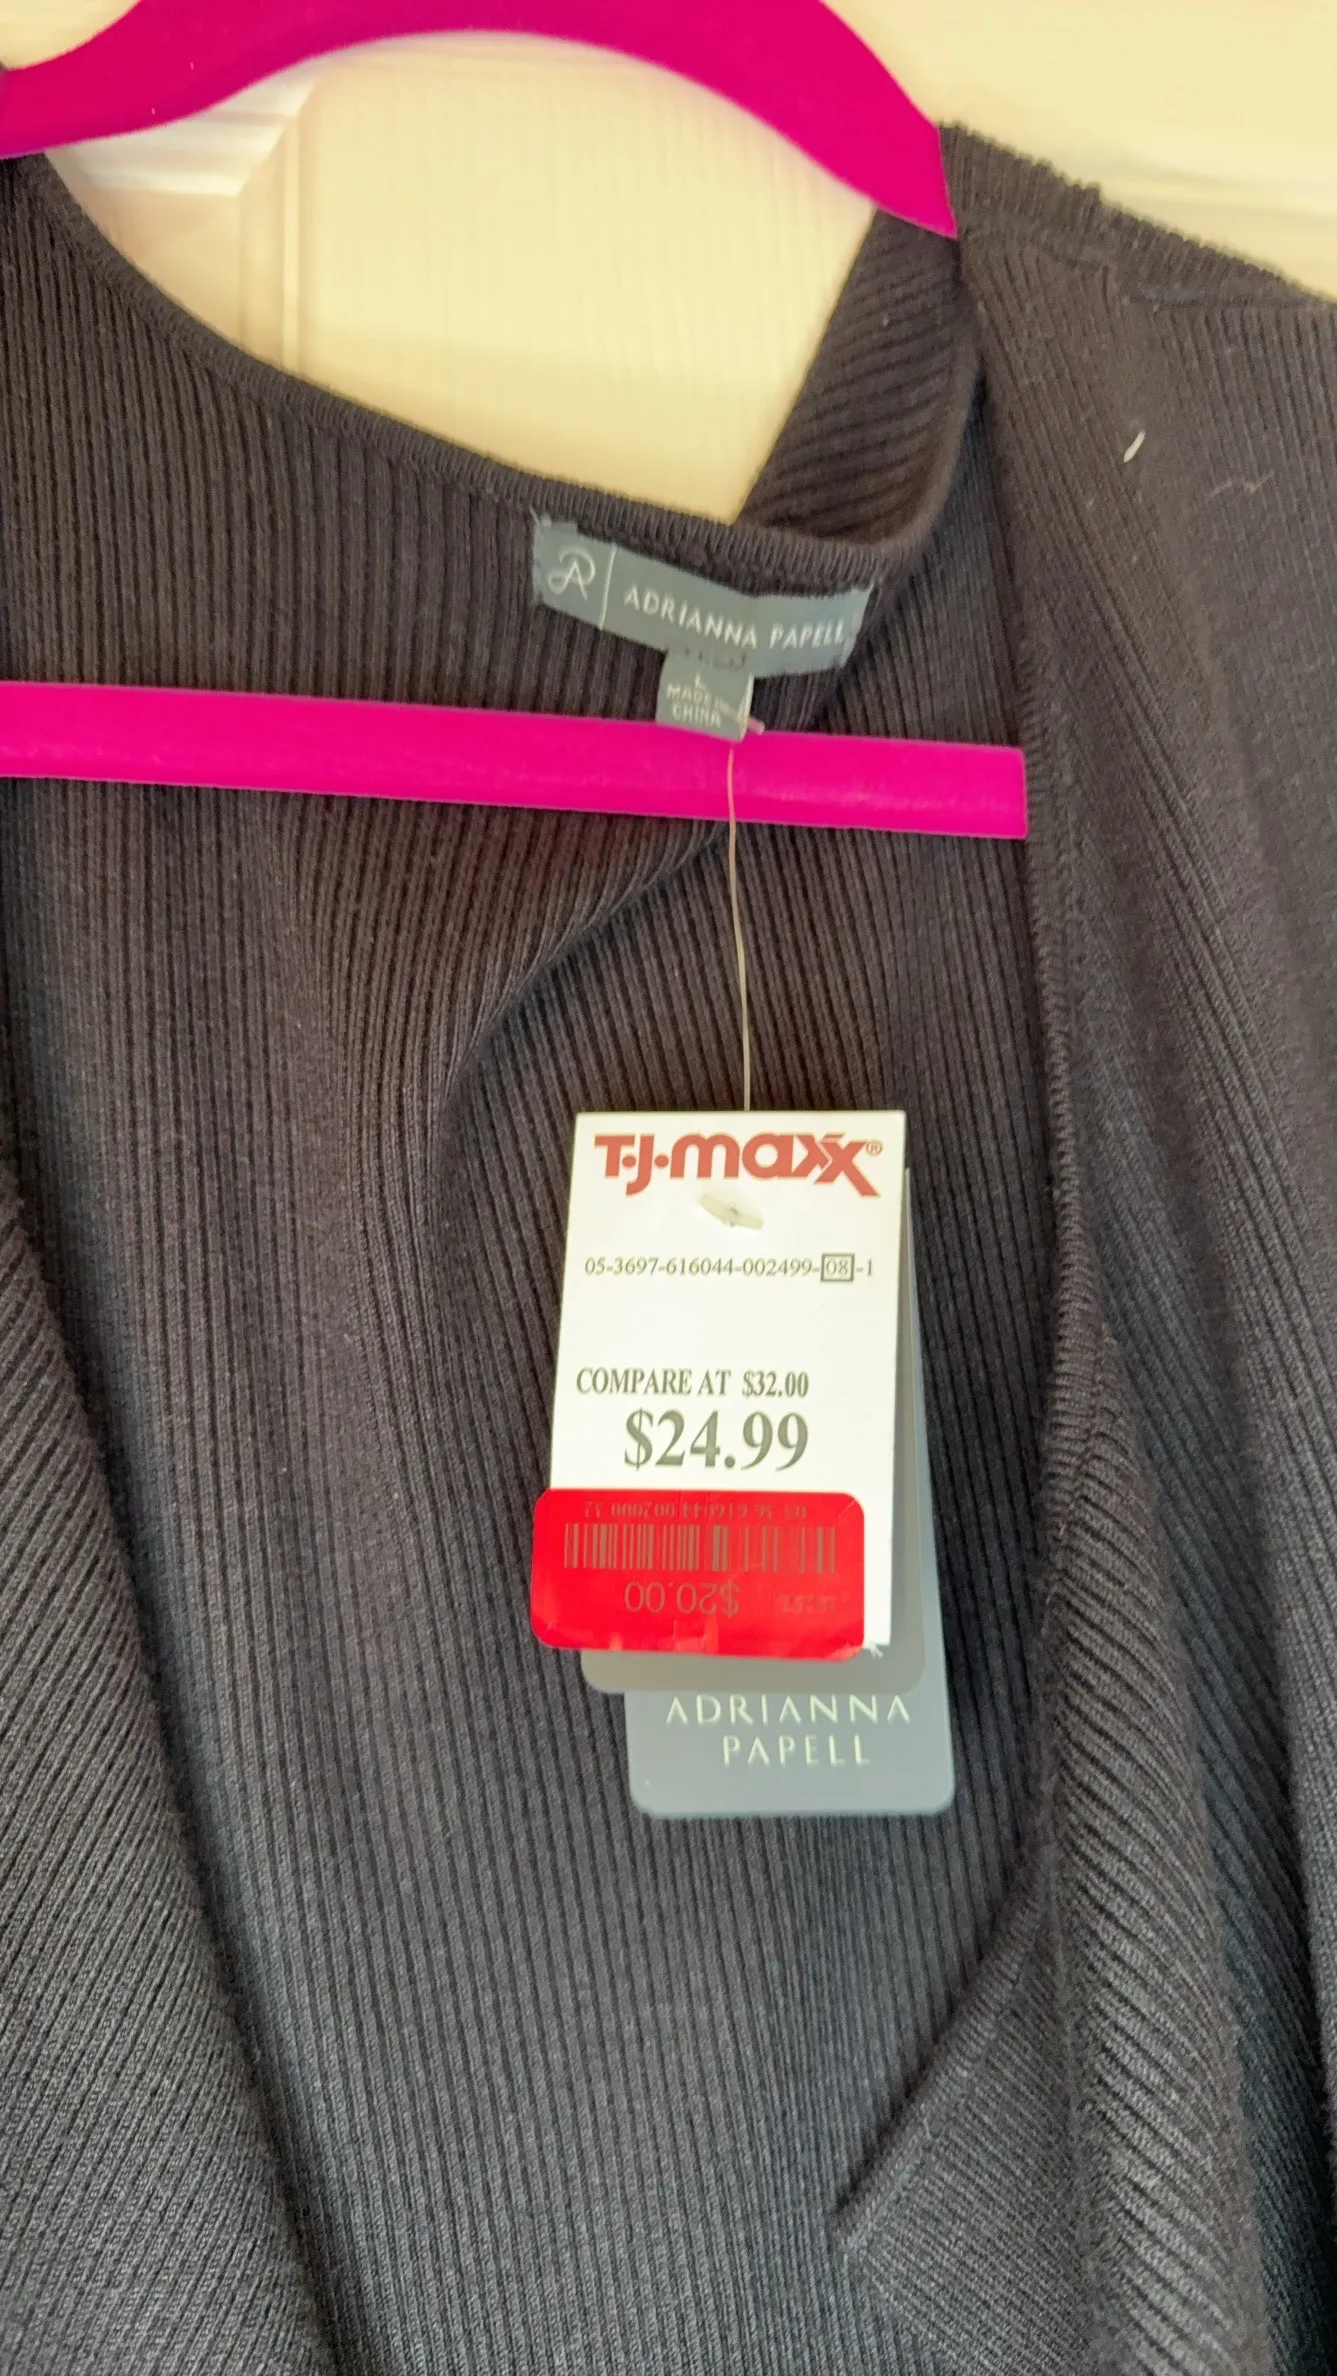 ADRIANNA PAPELL
L
MADE IN
CHINA
T.J.maxx®
05-3697-616044-002499-08-1
COMPARE AT $32.00
$24.99
$20.00
ADRIANNA
PAPELL